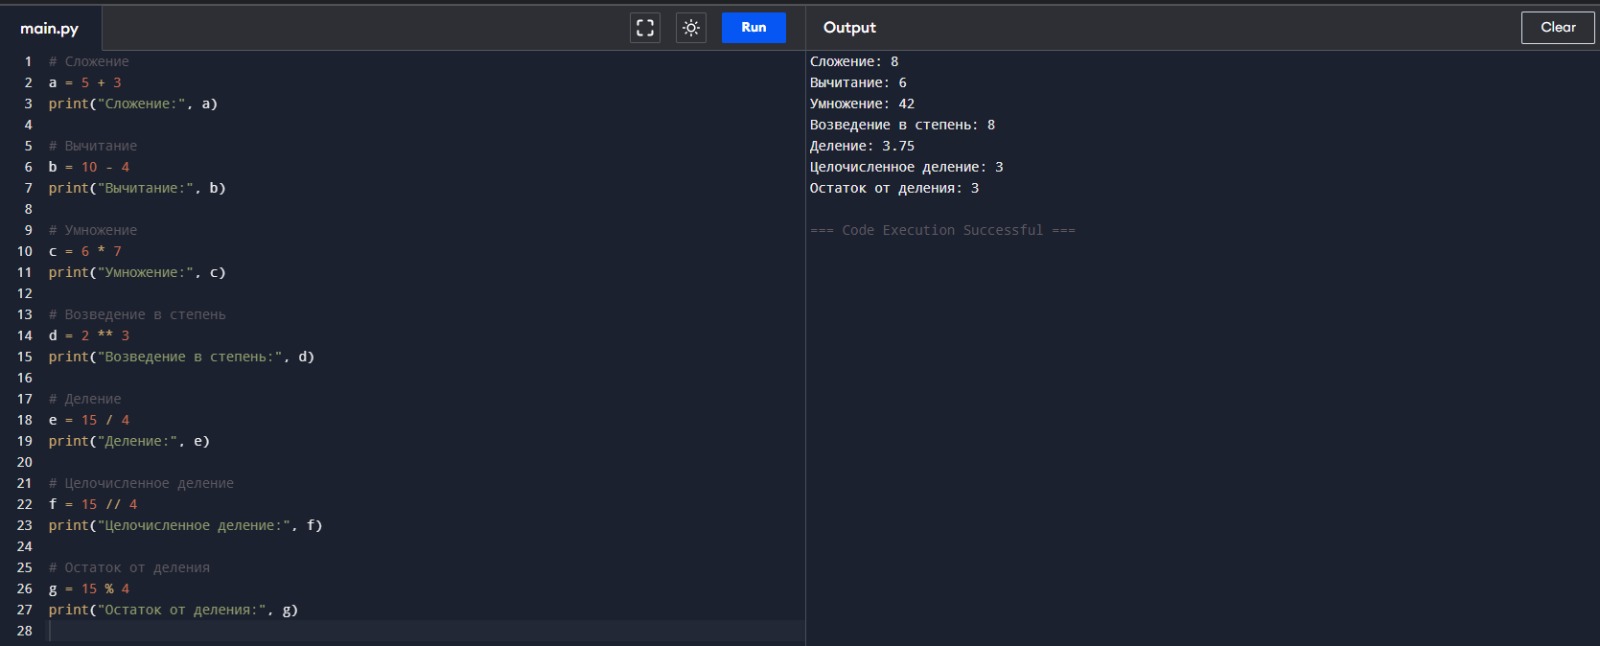 main.py
Run
1 # Сложение
2 a = 5 + 3
3 print("Сложение:", a)
4
5 # Вычитание
6 b = 10 - 4
7 print("Вычитание:", b)
8
9 # Умножение
10 c = 6 * 7
11 print("Умножение:", c)
12
13 # Возведение в степень
14 d = 2 ** 3
15 print("Возведение в степень:", d)
16
17 # Деление
18 e = 15 / 4
19 print("Деление:", e)
20
21 # Целочисленное деление
22 f = 15 // 4
23 print("Целочисленное деление:", f)
24
25 # Остаток от деления
26 g = 15 % 4
27 print("Остаток от деления:", g)
28
Output
Clear
Сложение: 8
Вычитание: 6
Умножение: 42
Возведение в степень: 8
Деление: 3.75
Целочисленное деление: 3
Остаток от деления: 3
=== Code Execution Successful ===